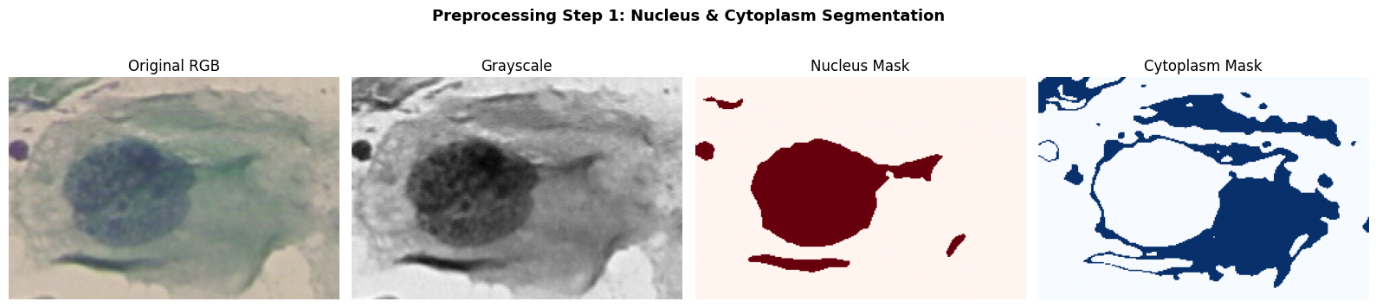 Preprocessing Step 1: Nucleus & Cytoplasm Segmentation
Original RGB
Grayscale
Nucleus Mask
Cytoplasm Mask